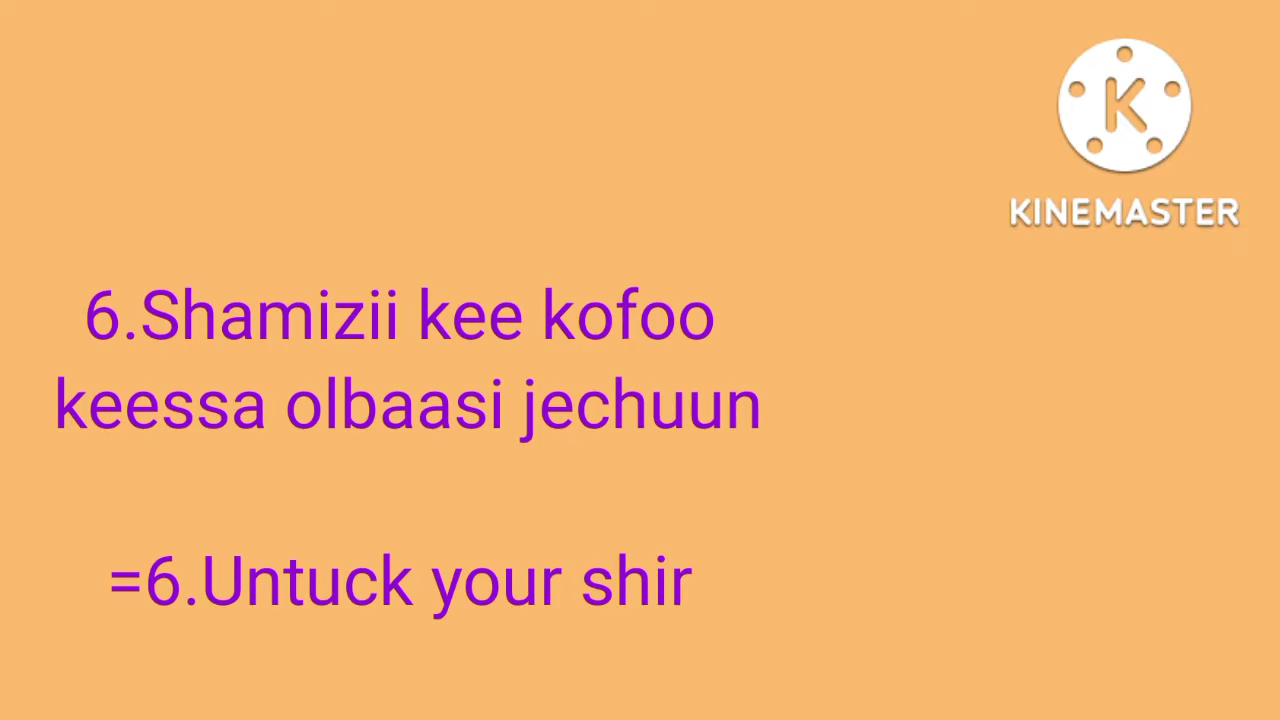 K
KINEMASTER
6.Shamizii kee kofoo
keessa olbaasi jechuun
=6.Untuck your shir